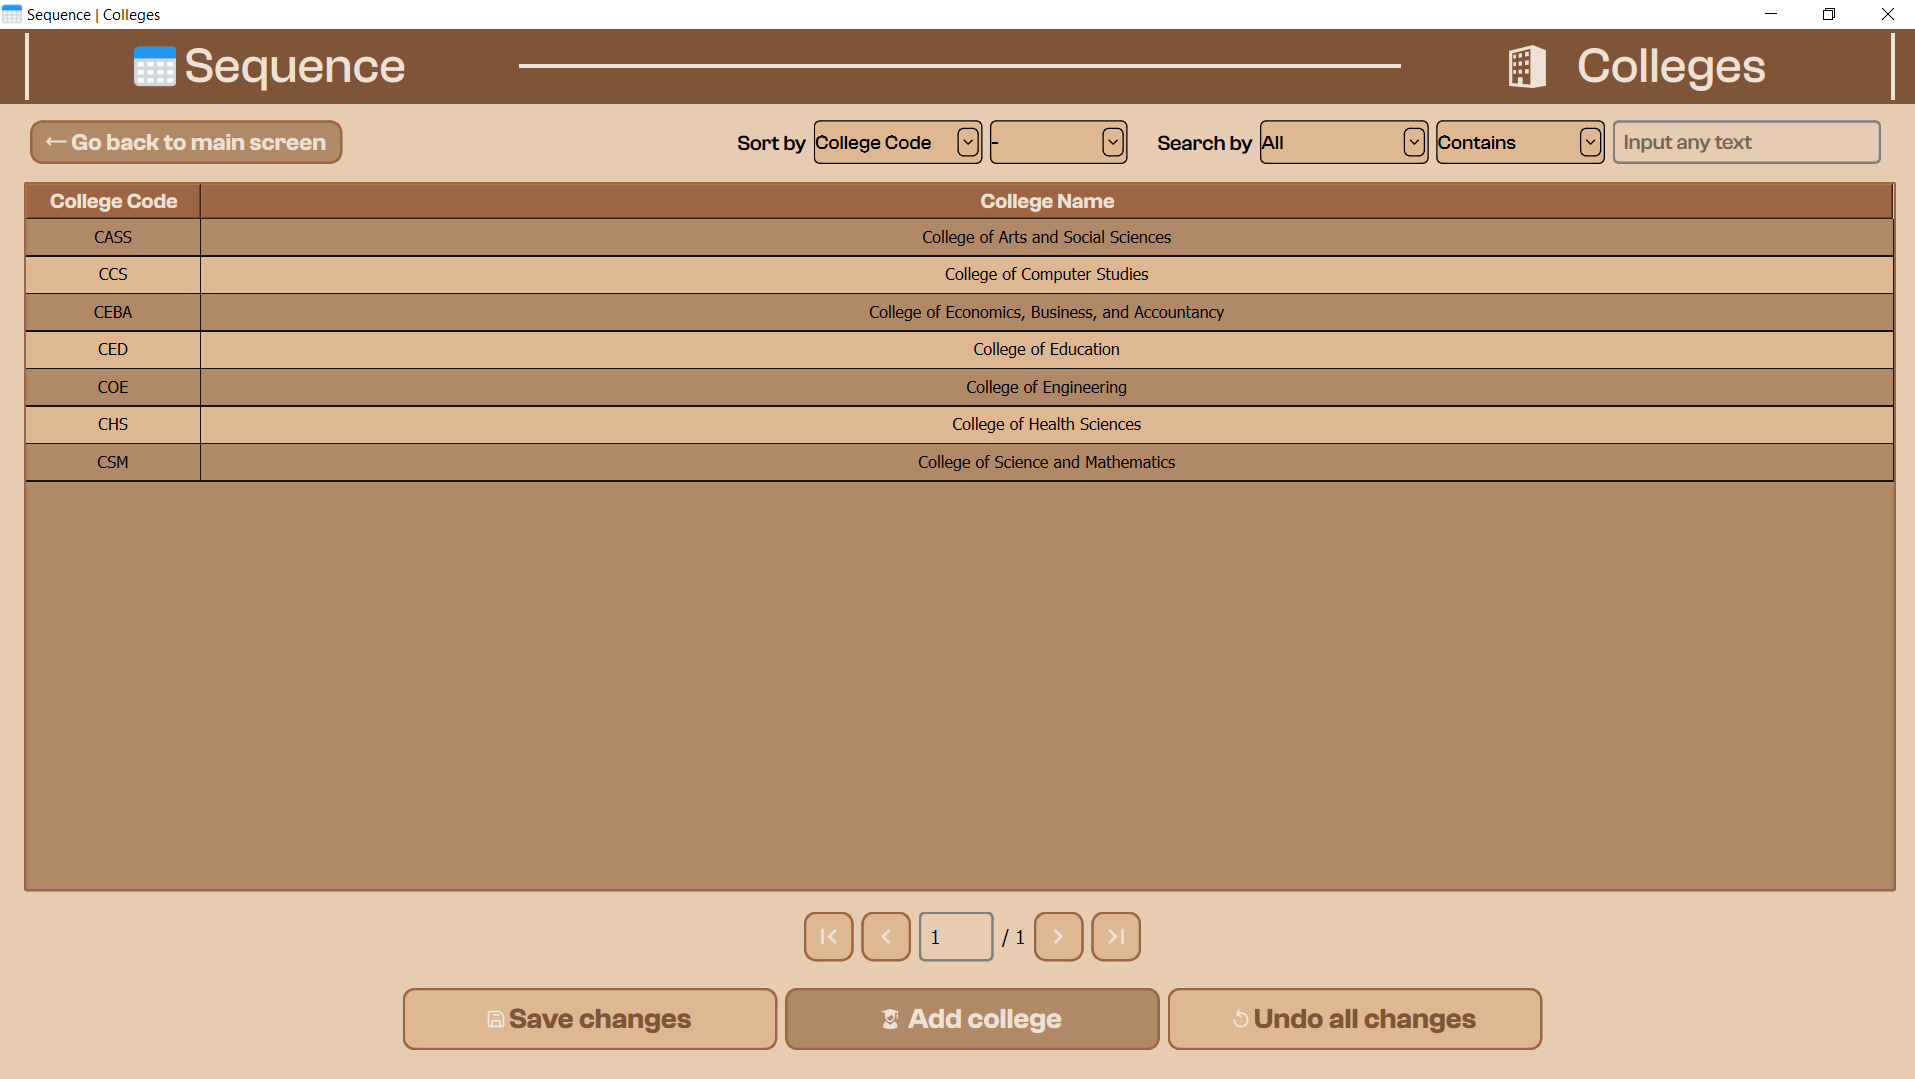 Sequence | Colleges
Sequence Colleges
← Go back to main screen Sort by College Code - Search by All Contains Input any text
College Code College Name
CASS College of Arts and Social Sciences
CCS College of Computer Studies
CEBA College of Economics, Business, and Accountancy
CED College of Education
COE College of Engineering
CHS College of Health Sciences
CSM College of Science and Mathematics
1 / 1
Save changes Add college Undo all changes